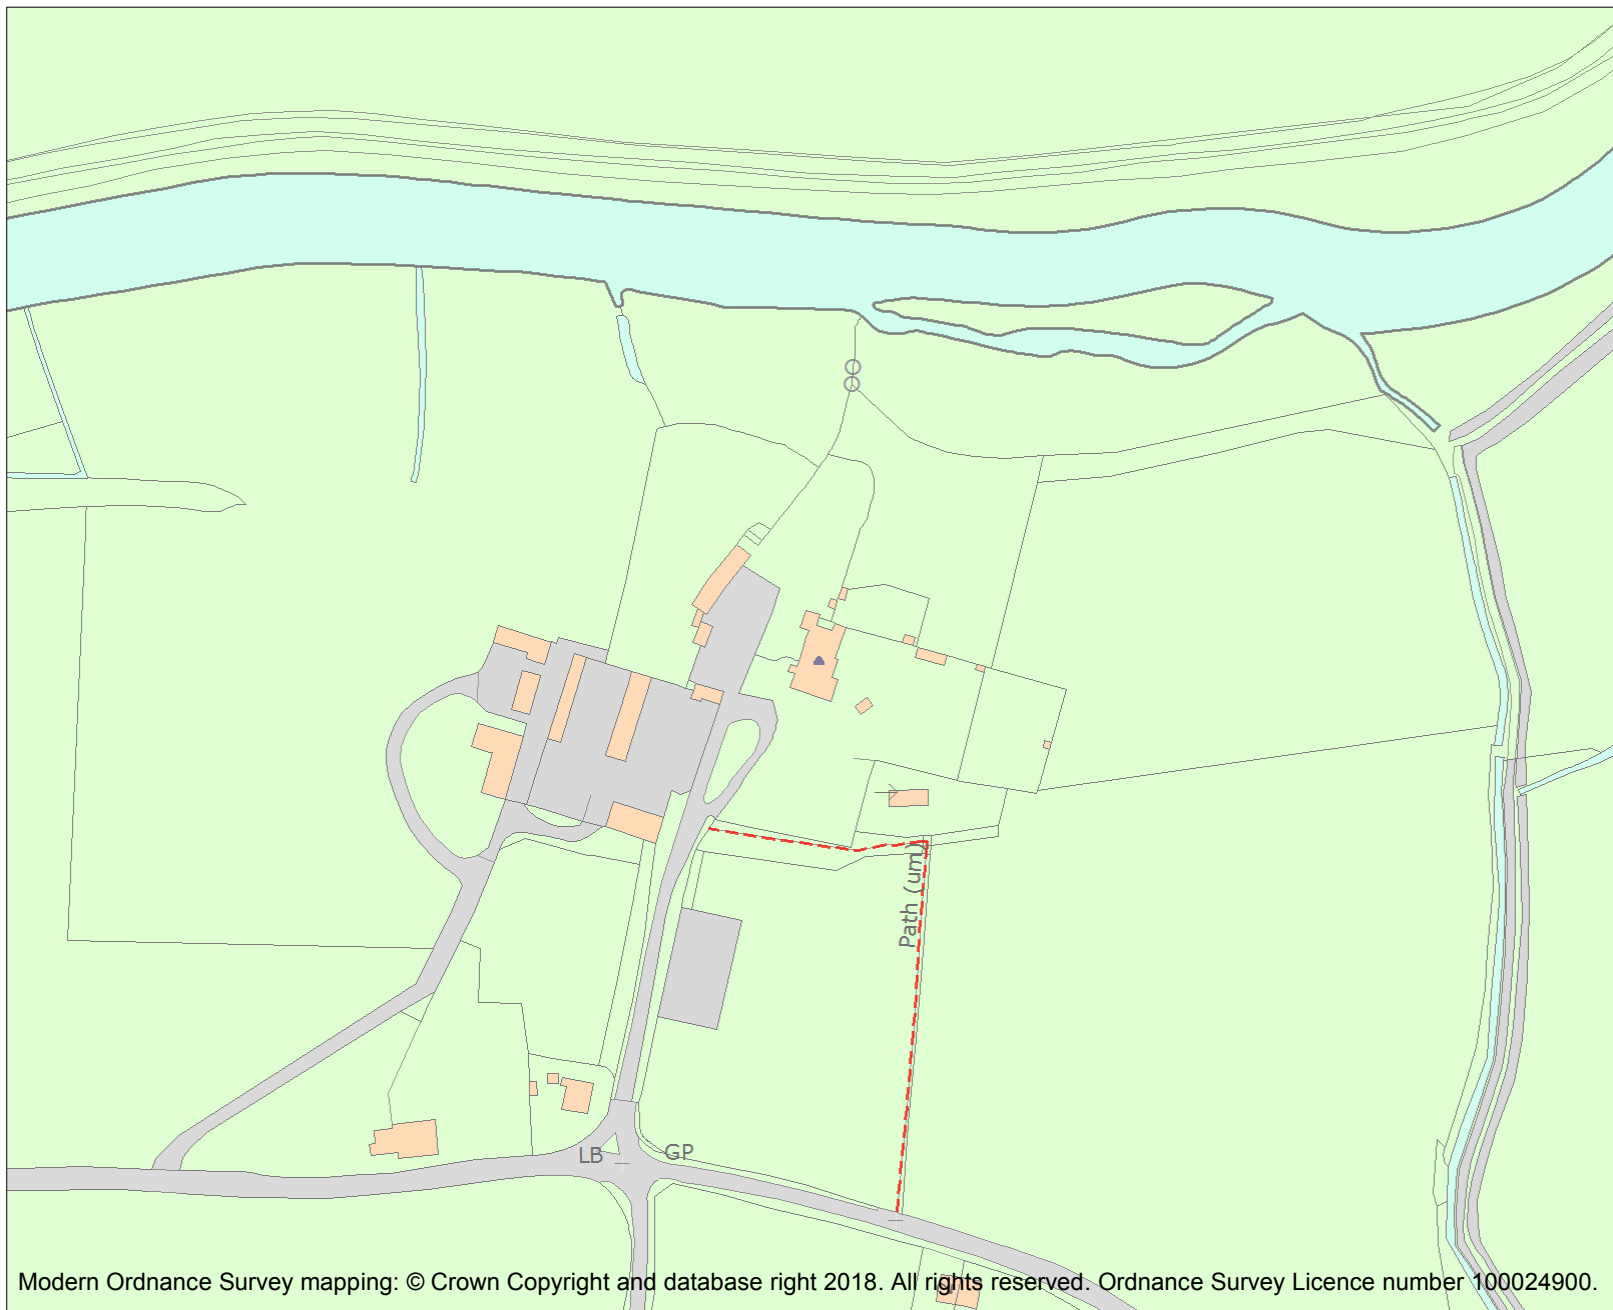 Path (um)
LB
GP
Modern Ordnance Survey mapping: © Crown Copyright and database right 2018. All rights reserved. Ordnance Survey Licence number 100024900.